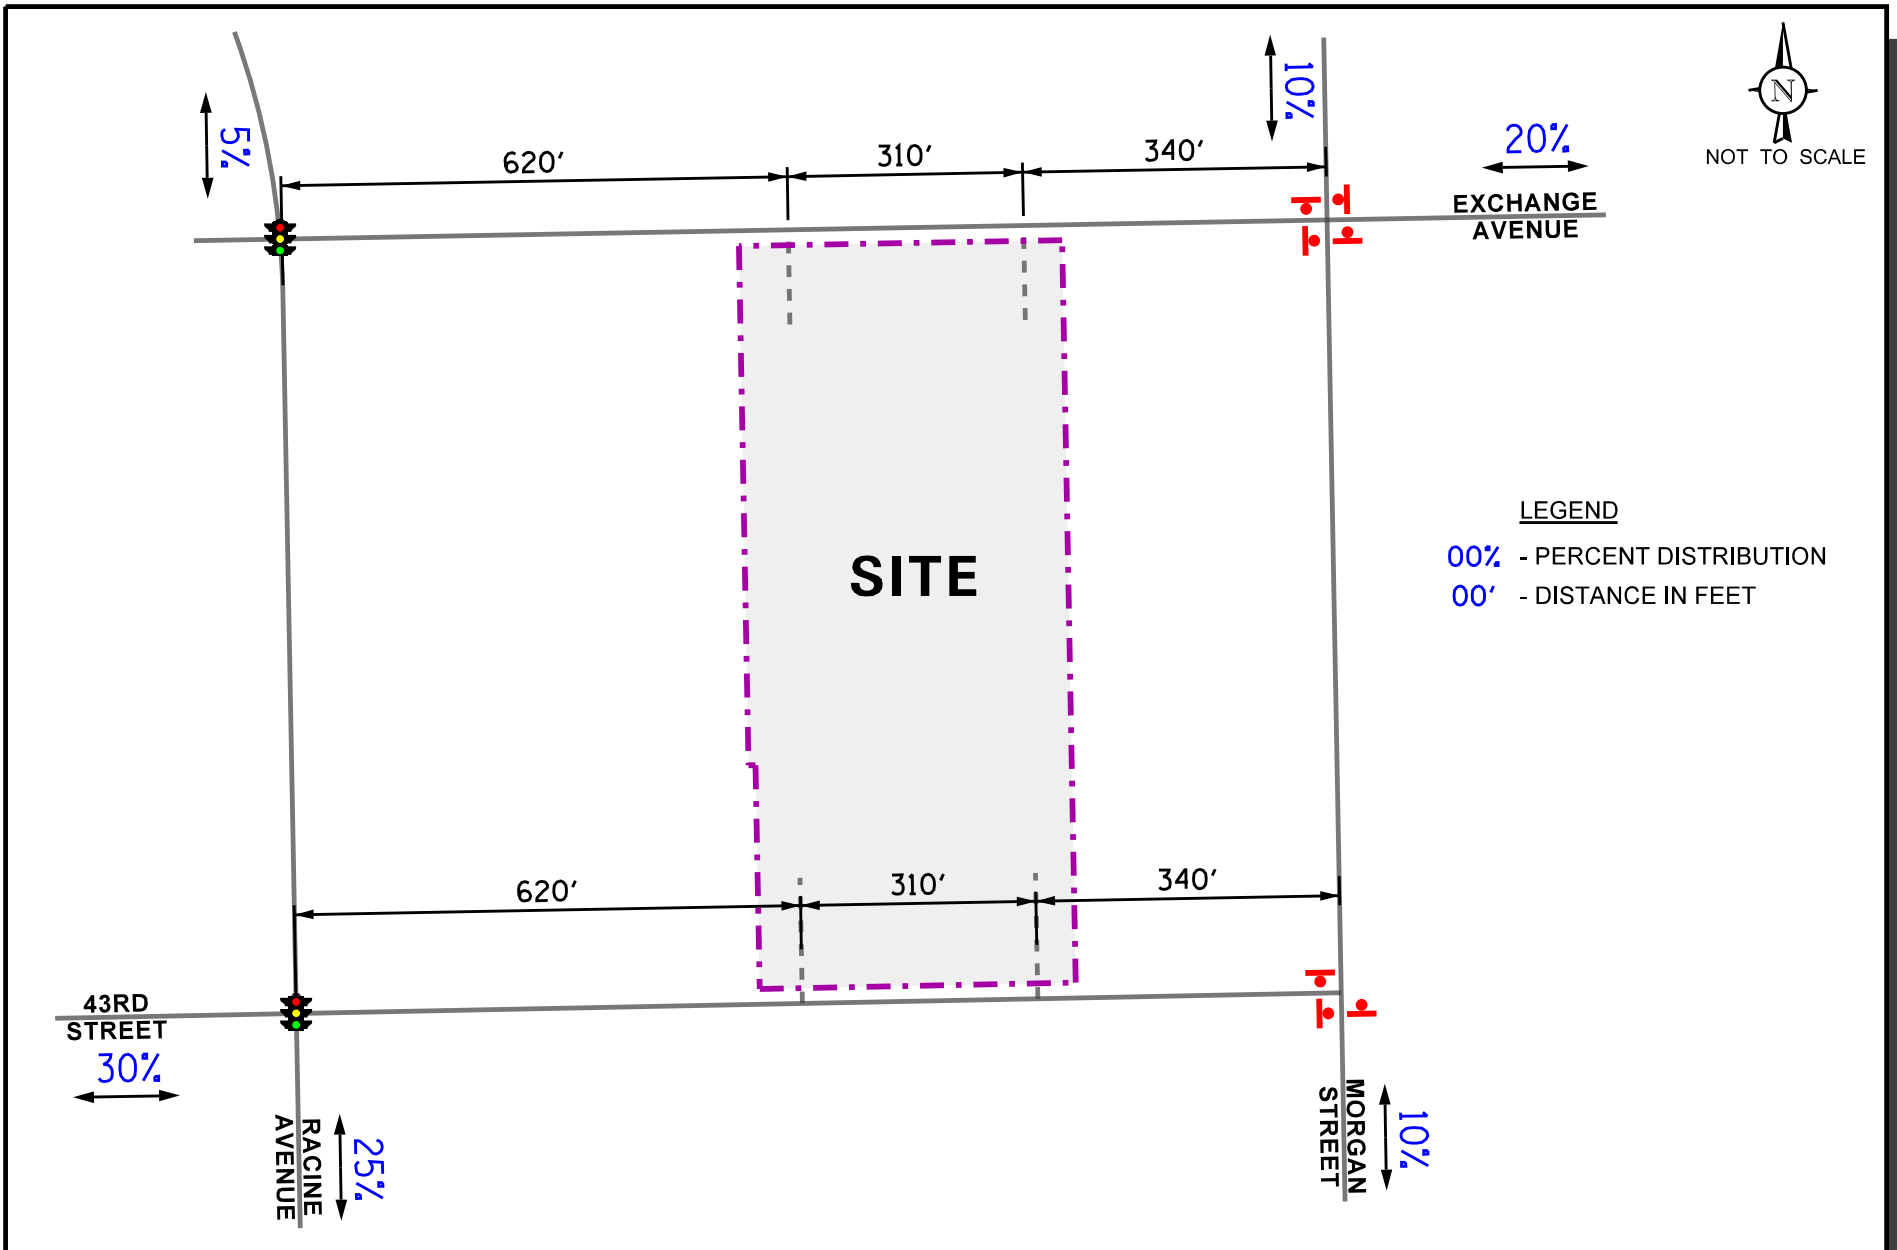 5%
10%
20%
N
NOT TO SCALE
620'
310'
340'
EXCHANGE
AVENUE
SITE
LEGEND
00% - PERCENT DISTRIBUTION
00' - DISTANCE IN FEET
620'
310'
340'
43RD
STREET
30%
RACINE
AVENUE
25%
MORGAN
STREET
10%